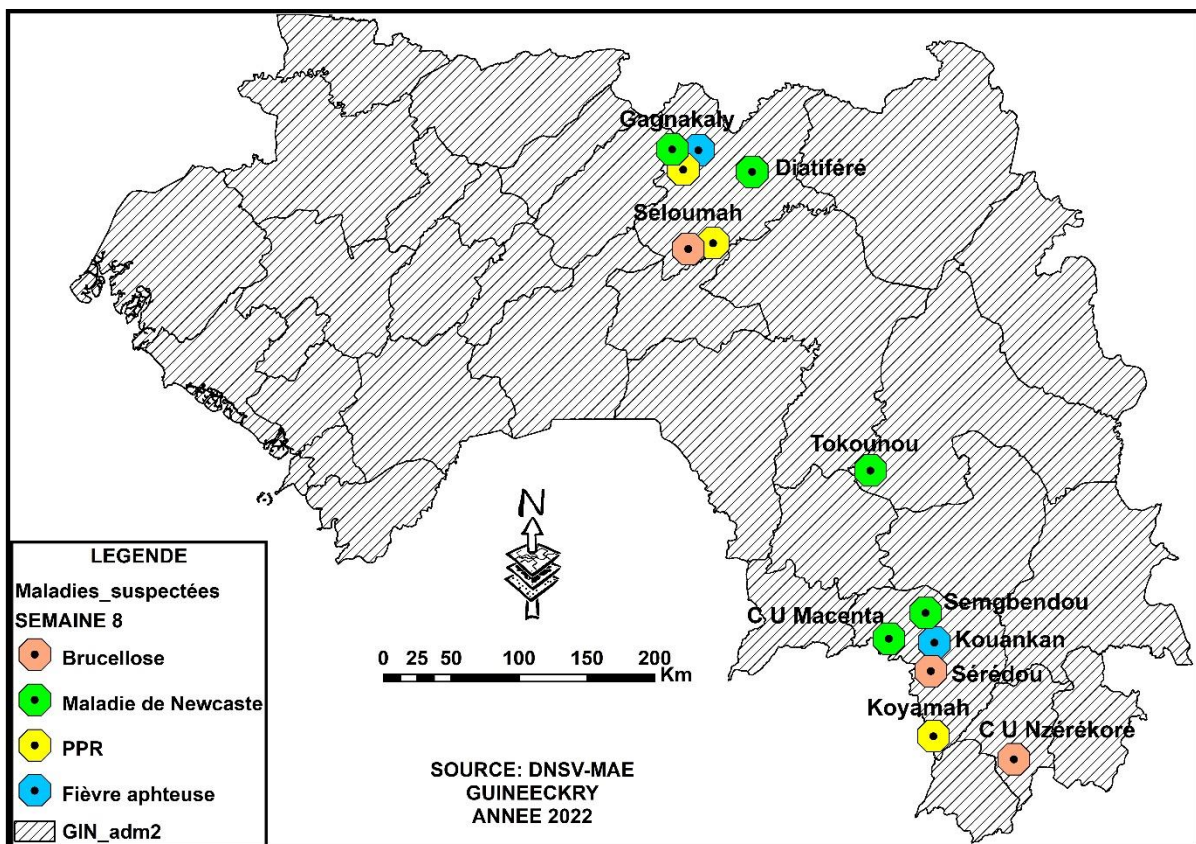 Gagnakaly
Diatiféré
Séloumah
Tokounou
Semgbendou
C U Macenta
Kouankan
Sérédou
Koyamah
C U Nzérékoré
N
0 25 50 100 150 200
Km
SOURCE: DNSV-MAE
GUINEECKRY
ANNEE 2022
LEGENDE
Maladies_suspectées
SEMAINE 8
Brucellose
Maladie de Newcaste
PPR
Fièvre aphteuse
GIN_adm2